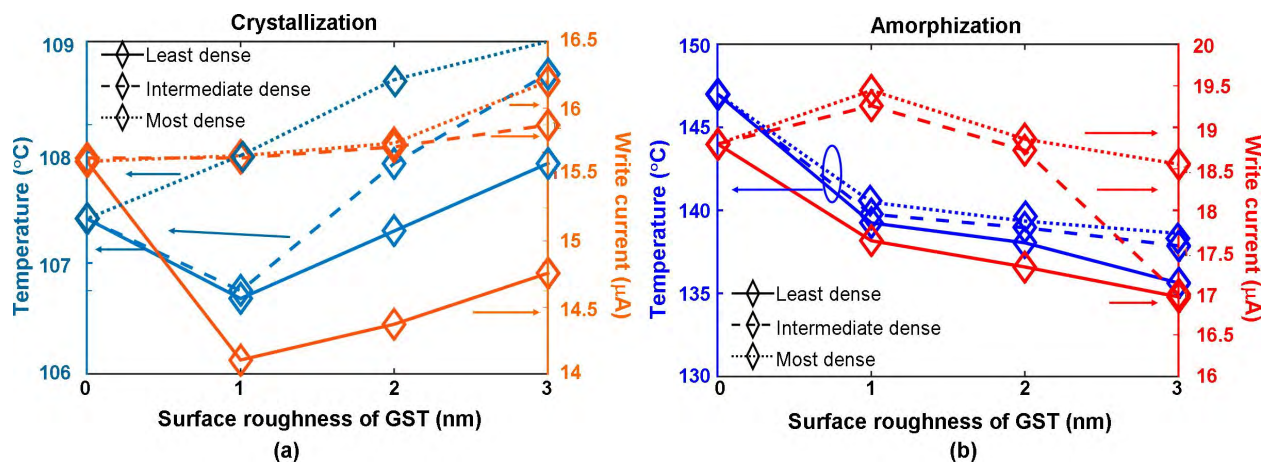 Crystallization
109
108
107
106
Temperature (°C)
Least dense
Intermediate dense
Most dense
16.5
16
15.5
15
14.5
14
Write current (μA)
0
1
2
3
Surface roughness of GST (nm)
(a)
Amorphization
150
145
140
135
130
Temperature (°C)
Least dense
Intermediate dense
Most dense
20
19.5
19
18.5
18
17.5
17
16.5
16
Write current (μA)
0
1
2
3
Surface roughness of GST (nm)
(b)